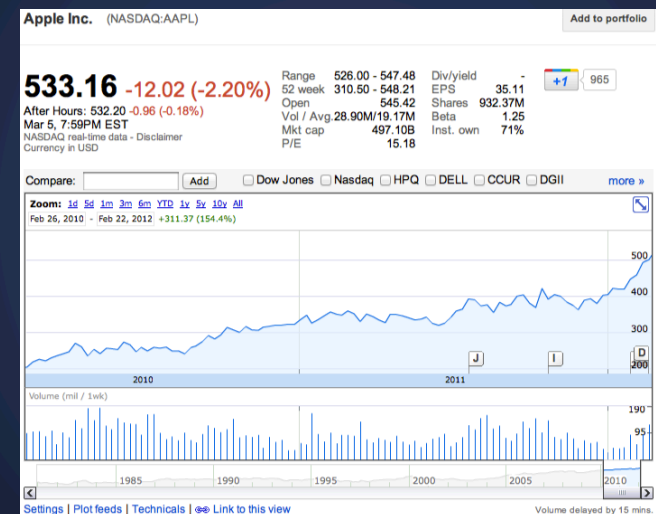 Apple Inc. (NASDAQ:AAPL)
Add to portfolio
533.16 -12.02 (-2.20%)
After Hours: 532.20 -0.96 (-0.18%)
Mar 5, 7:59PM EST
NASDAQ real-time data - Disclaimer
Currency in USD
Range 526.00 - 547.48
52 week 310.50 - 548.21
Open 545.42
Vol / Avg. 28.90M/19.17M
Mkt cap 497.10B
P/E 15.18
Div/yield -
EPS 35.11
Shares 932.37M
Beta 1.25
Inst. own 71%
+1 965
Compare: Add Dow Jones Nasdaq HPQ DELL CCUR DGII more »
Zoom: 1d 5d 1m 3m 6m YTD 1y 5y 10y All
Feb 26, 2010 - Feb 22, 2012 +311.37 (154.4%)
500
400
300
J I D
200
2010 2011
Volume (mil / 1wk)
190
95
1985 1990 1995 2000 2005 2010
Settings | Plot feeds | Technicals | Link to this view
Volume delayed by 15 mins.